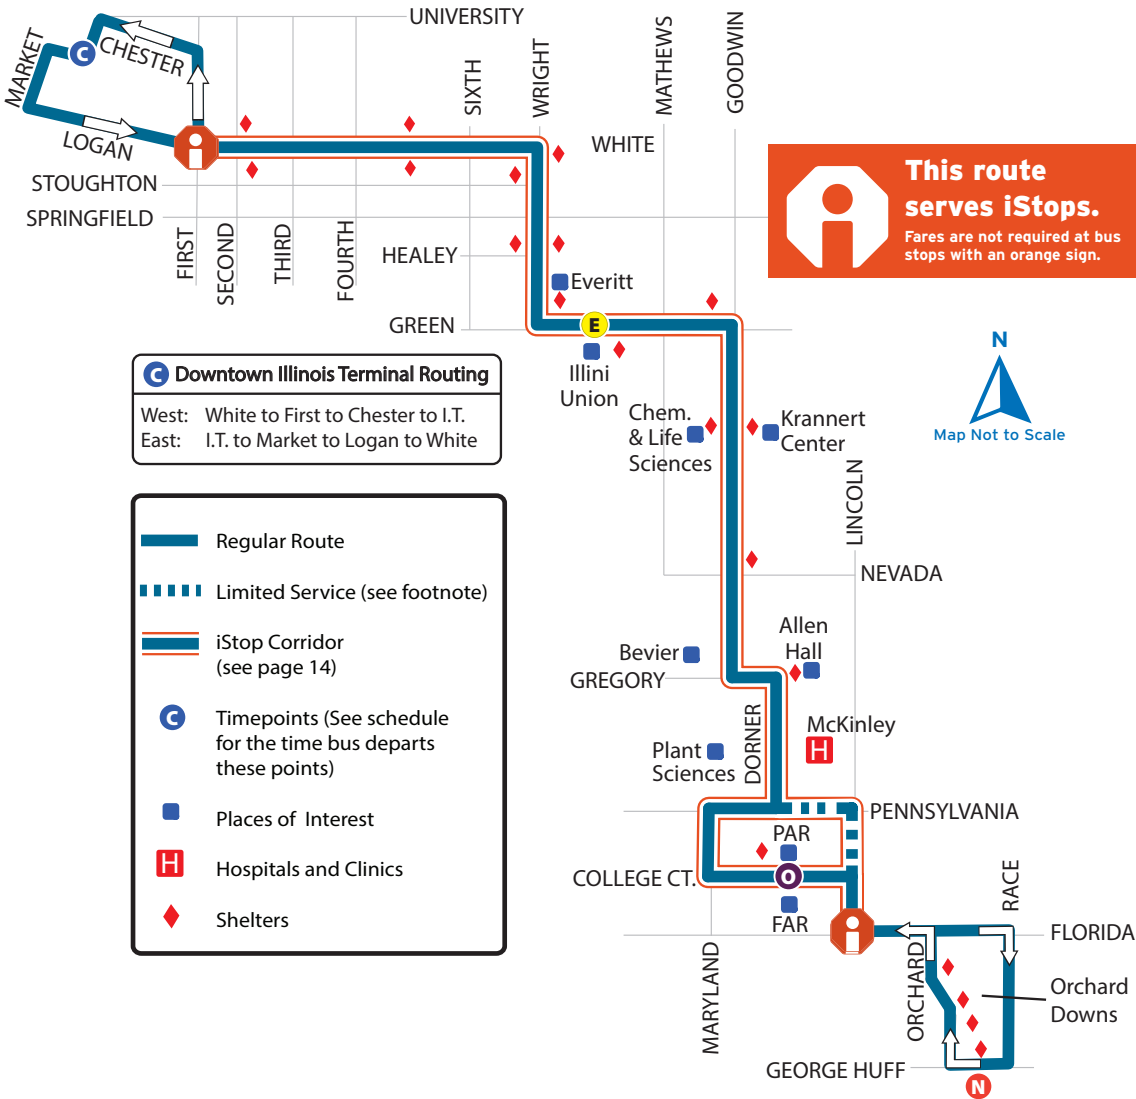 UNIVERSITY
MARKET
C
CHESTER
LOGAN
SIXTH
WRIGHT
MATHEWS
GOODWIN
WHITE
STOUGHTON
SPRINGFIELD
FIRST
SECOND
THIRD
FOURTH
HEALEY
Everitt
GREEN
E
Illini
Union
This route
serves iStops.
Fares are not required at bus
stops with an orange sign.
N
Map Not to Scale
C Downtown Illinois Terminal Routing
West: White to First to Chester to I.T.
East: I.T. to Market to Logan to White
Chem.
& Life
Sciences
Krannert
Center
LINCOLN
NEVADA
Regular Route
Limited Service (see footnote)
iStop Corridor
(see page 14)
C Timepoints (See schedule
for the time bus departs
these points)
Places of Interest
H Hospitals and Clinics
Shelters
Allen
Hall
Bevier
GREGORY
DORNER
McKinley
H
Plant
Sciences
PENNSYLVANIA
PAR
COLLEGE CT.
O
FAR
RACE
FLORIDA
MARYLAND
ORCHARD
Orchard
Downs
GEORGE HUFF
N